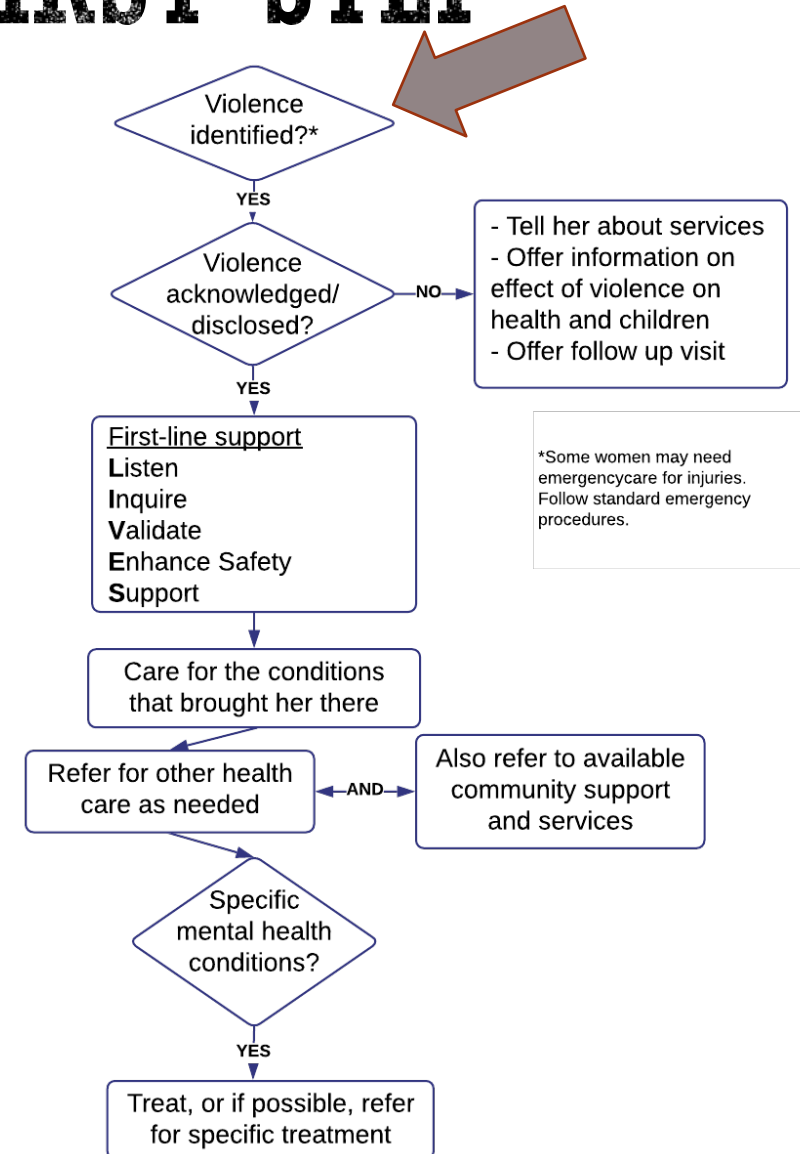 FIRST STEP
Violence
identified?*
YES
Violence
acknowledged/
disclosed?
NO
- Tell her about services
- Offer information on
effect of violence on
health and children
- Offer follow up visit
YES
First-line support
Listen
Inquire
Validate
Enhance Safety
Support
*Some women may need
emergencycare for injuries.
Follow standard emergency
procedures.
Care for the conditions
that brought her there
Refer for other health
care as needed
AND
Also refer to available
community support
and services
Specific
mental health
conditions?
YES
Treat, or if possible, refer
for specific treatment